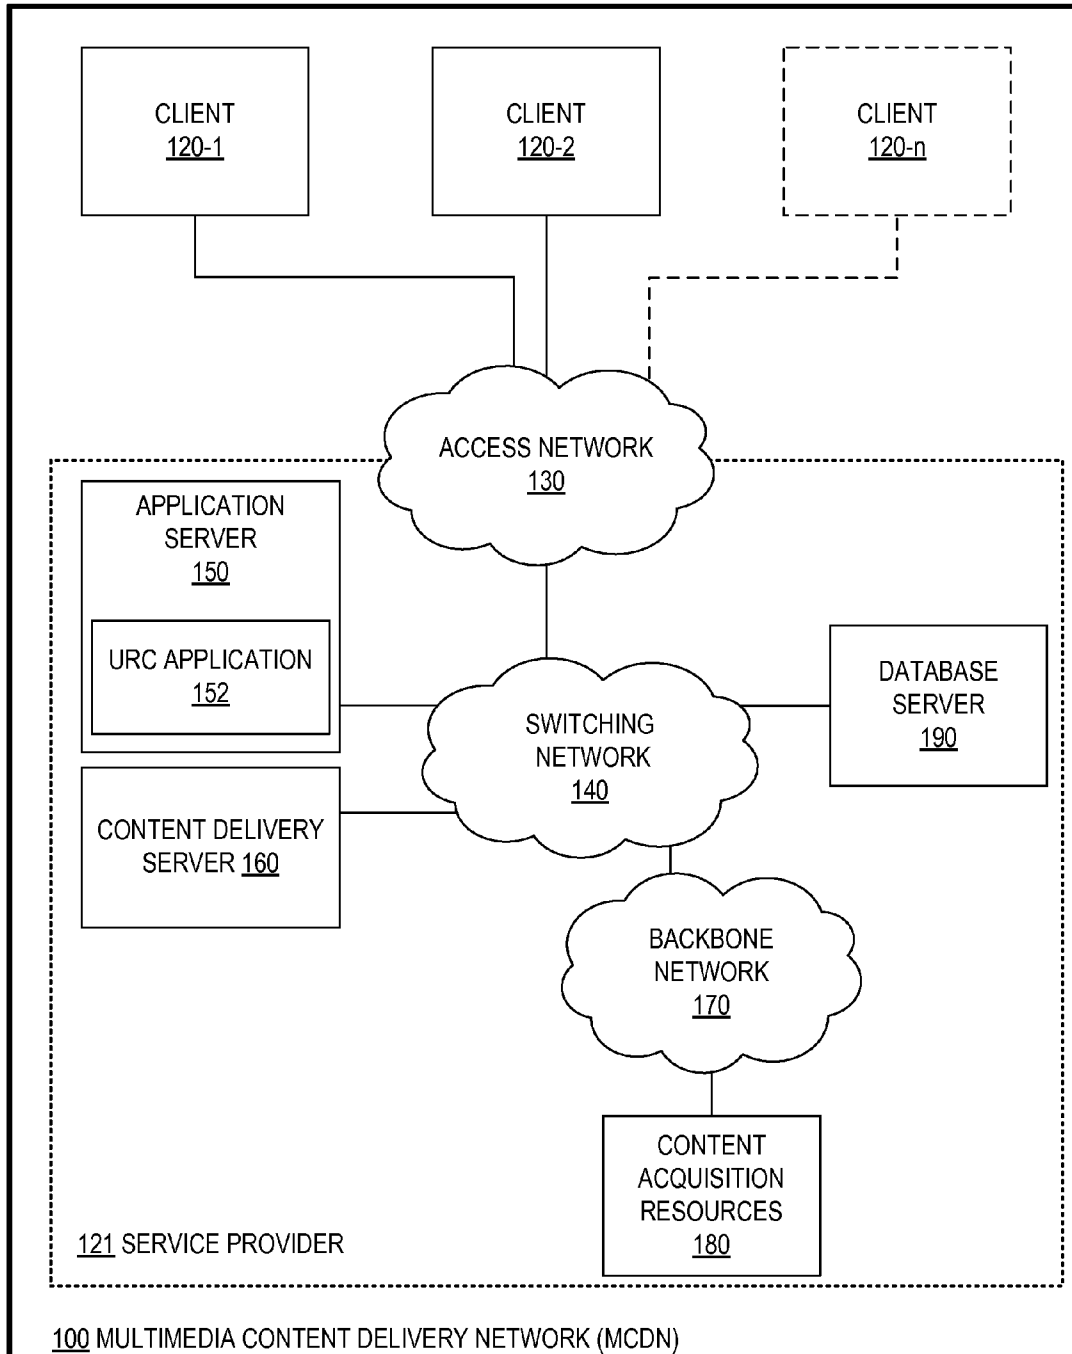 CLIENT
120-1
CLIENT
120-2
CLIENT
120-n
ACCESS NETWORK
130
APPLICATION
SERVER
150
URC APPLICATION
152
SWITCHING
NETWORK
140
DATABASE
SERVER
190
CONTENT DELIVERY
SERVER 160
BACKBONE
NETWORK
170
CONTENT
ACQUISITION
RESOURCES
180
121 SERVICE PROVIDER
100 MULTIMEDIA CONTENT DELIVERY NETWORK (MCDN)